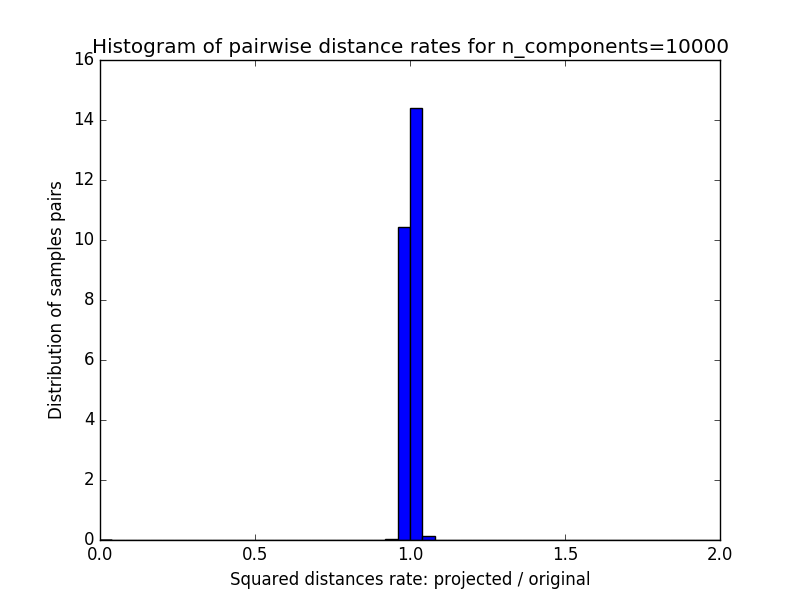 Histogram of pairwise distance rates for n_components=10000
16
14
12
10
8
6
4
2
0
Distribution of samples pairs
0.0 0.5 1.0 1.5 2.0
Squared distances rate: projected / original